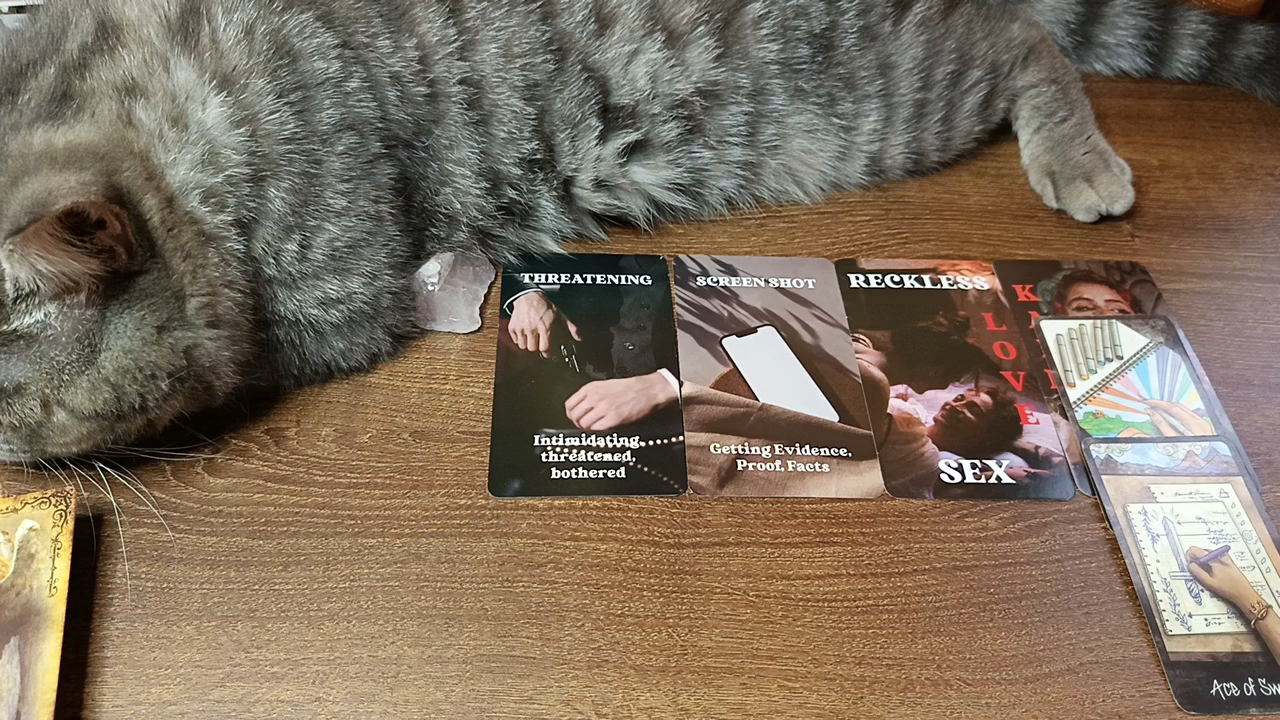 THREATENING
Intimidating,
threatened,
bothered
SCREEN SHOT
Getting Evidence,
Proof, Facts
RECKLESS
LOVE
SEX
K
Ace of Sw